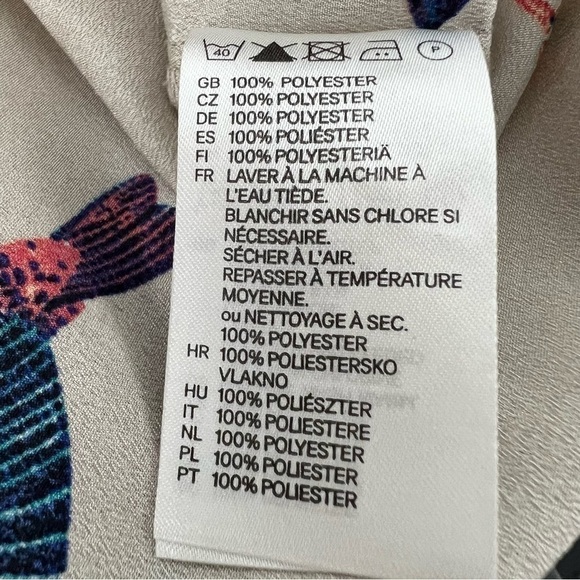 40 P
GB 100% POLYESTER
CZ 100% POLYESTER
DE 100% POLYESTER
ES 100% POLIÉSTER
FI 100% POLYESTERIÄ
FR LAVER À LA MACHINE À
L'EAU TIÈDE.
BLANCHIR SANS CHLORE SI
NÉCESSAIRE.
SÉCHER À L'AIR.
REPASSER À TEMPÉRATURE
MOYENNE.
ou NETTOYAGE À SEC.
100% POLYESTER
HR 100% POLIESTERSKO
VLAKNO
HU 100% POLIÉSZTER
IT 100% POLIESTERE
NL 100% POLYESTER
PL 100% POLIESTER
PT 100% POLIESTER